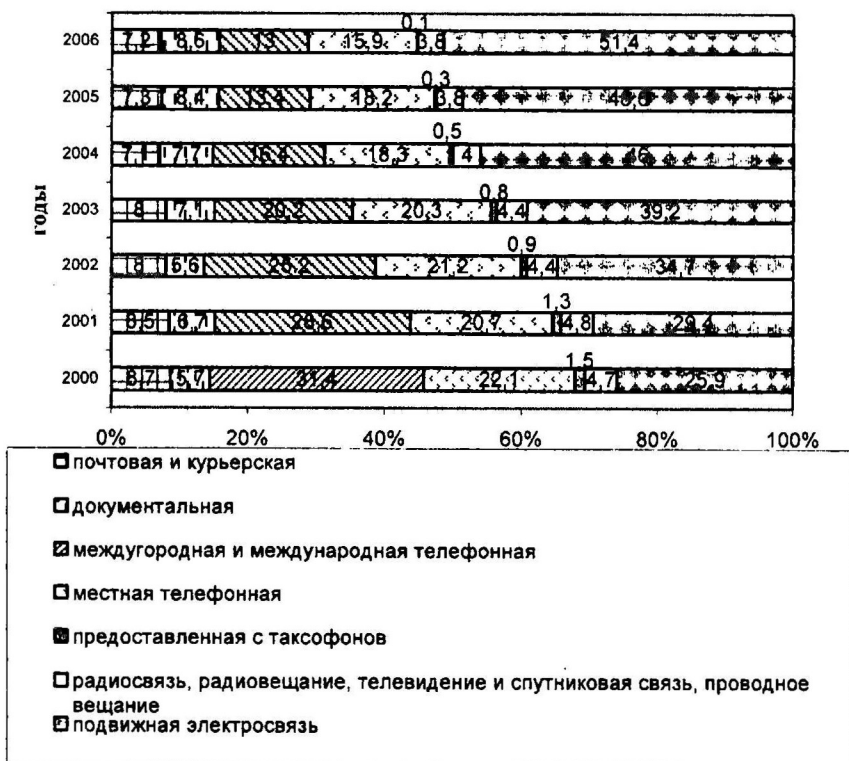 0,1
2006 7,2 8,6 13 15,9 3,8 51,4
0,3
2005 7,3 8,4 13,4 18,2 3,8 48,6
0,5
2004 7,1 7,7 16,4 18,3 4 46
0,8
2003 8 7,1 20,2 20,3 4,4 39,2
0,9
2002 8 5,6 25,2 21,2 4,4 34,7
1,3
2001 8,5 6,7 28,6 20,7 4,8 29,4
1,5
2000 8,7 5,7 31,4 22,1 4,7 25,9
годы
0% 20% 40% 60% 80% 100%
почтовая и курьерская
документальная
междугородная и международная телефонная
местная телефонная
предоставленная с таксофонов
радиосвязь, радиовещание, телевидение и спутниковая связь, проводное
вещание
подвижная электросвязь